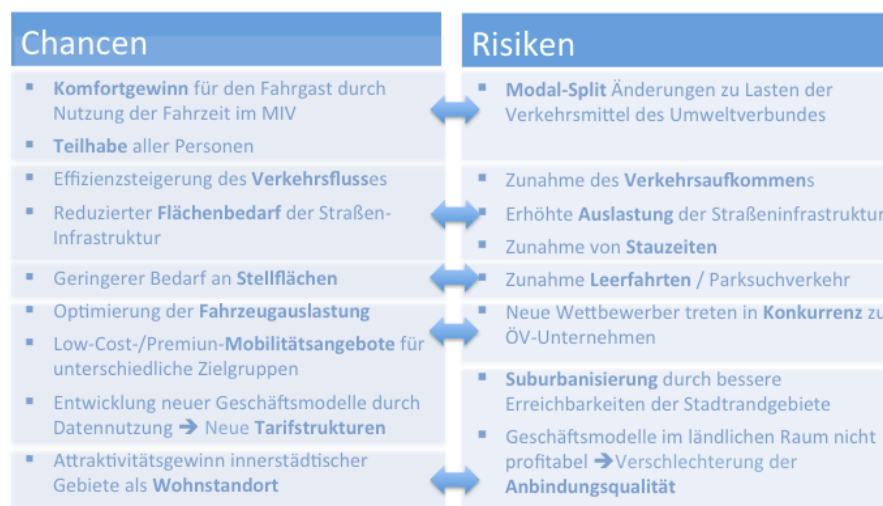 Chancen
▪ Komfortgewinn für den Fahrgast durch
Nutzung der Fahrzeit im MIV
▪ Teilhabe aller Personen
▪ Effizienzsteigerung des Verkehrsflusses
▪ Reduzierter Flächenbedarf der Straßen-
Infrastruktur
▪ Geringerer Bedarf an Stellflächen
▪ Optimierung der Fahrzeugauslastung
▪ Low-Cost-/Premiun-Mobilitätsangebote für
unterschiedliche Zielgruppen
▪ Entwicklung neuer Geschäftsmodelle durch
Datennutzung ➔ Neue Tarifstrukturen
▪ Attraktivitätsgewinn innerstädtischer
Gebiete als Wohnstandort
Risiken
▪ Modal-Split Änderungen zu Lasten der
Verkehrsmittel des Umweltverbundes
▪ Zunahme des Verkehrsaufkommens
▪ Erhöhte Auslastung der Straßeninfrastruktur
▪ Zunahme von Stauzeiten
▪ Zunahme Leerfahrten / Parksuchverkehr
▪ Neue Wettbewerber treten in Konkurrenz zu
ÖV-Unternehmen
▪ Suburbanisierung durch bessere
Erreichbarkeiten der Stadtrandgebiete
▪ Geschäftsmodelle im ländlichen Raum nicht
profitabel ➔Verschlechterung der
Anbindungsqualität